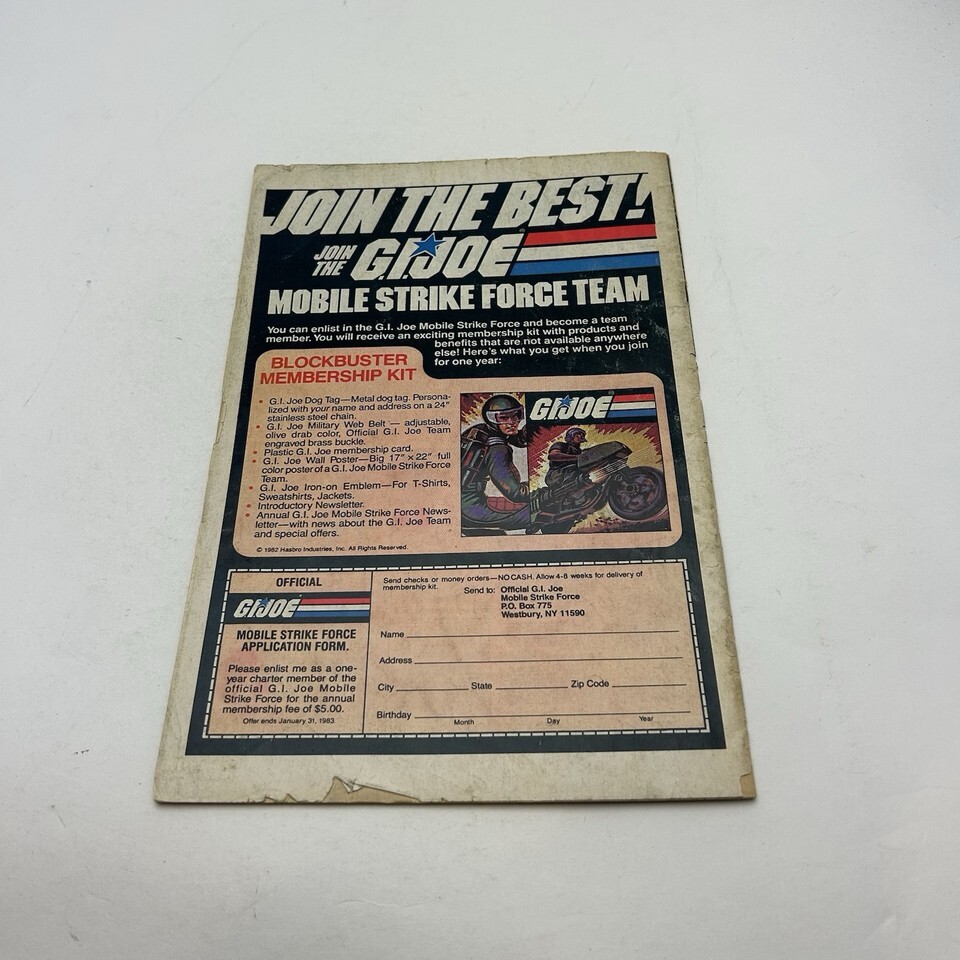 JOIN THE BEST!
JOIN
THE G.I. JOE
MOBILE STRIKE FORCE TEAM
You can enlist in the G.I. Joe Mobile Strike Force and become a team
member. You will receive an exciting membership kit with products and
benefits that are not available anywhere
else! Here's what you get when you join
for one year:
BLOCKBUSTER
MEMBERSHIP KIT
• G.I. Joe Dog Tag—Metal dog tag. Persona-
lized with your name and address on a 24"
stainless steel chain.
• G.I. Joe Military Web Belt — adjustable,
olive drab color, Official G.I. Joe Team
engraved brass buckle.
• Plastic G.I. Joe membership card.
• G.I. Joe Wall Poster—Big 17" x 22" full
color poster of a G.I. Joe Mobile Strike Force
Team.
• G.I. Joe Iron-on Emblem—For T-Shirts,
Sweatshirts, Jackets.
• Introductory Newsletter.
• Annual G.I. Joe Mobile Strike Force News-
letter—with news about the G.I. Joe Team
and special offers.
© 1982 Hasbro Industries, Inc. All Rights Reserved.
G.I. JOE
OFFICIAL
G.I. JOE
MOBILE STRIKE FORCE
APPLICATION FORM.
Please enlist me as a one-
year charter member of the
official G.I. Joe Mobile
Strike Force for the annual
membership fee of $5.00.
Offer ends January 31, 1983.
Send checks or money orders—NO CASH. Allow 4-8 weeks for delivery of
membership kit.
Send to: Official G.I. Joe
Mobile Strike Force
P.O. Box 775
Westbury, NY 11590
Name
Address
City State Zip Code
Birthday
Month Day Year